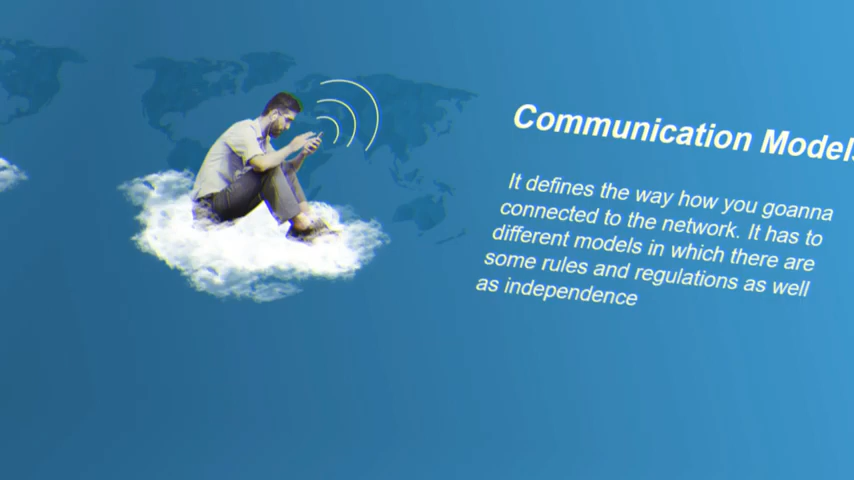 Communication Models
It defines the way how you goanna
connected to the network. It has to
different models in which there are
some rules and regulations as well
as independence